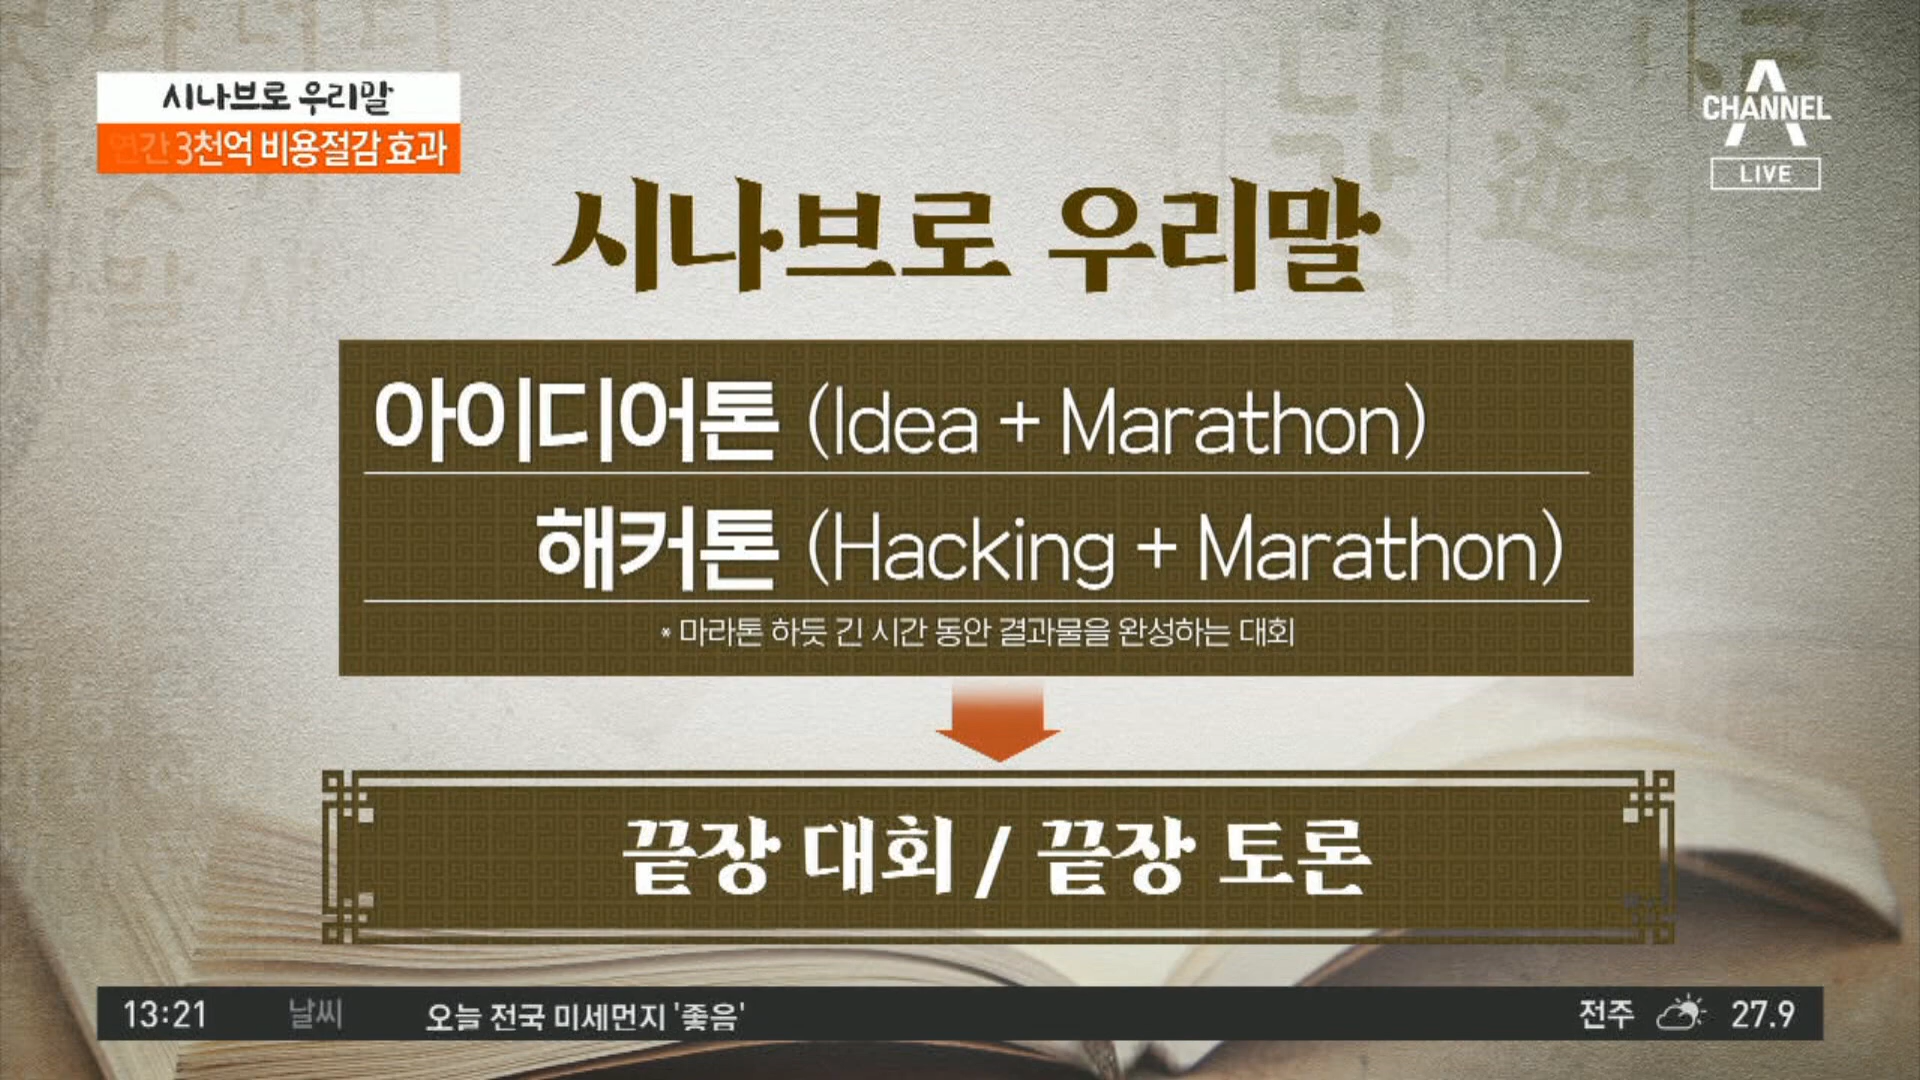 시나브로 우리말
연간 3천억 비용절감 효과
CHANNEL A
LIVE
시나브로 우리말
아이디어톤 (Idea + Marathon)
해커톤 (Hacking + Marathon)
* 마라톤 하듯 긴 시간 동안 결과물을 완성하는 대회
끝장 대회 / 끝장 토론
13:21 날씨 오늘 전국 미세먼지 '좋음' 전주 27.9